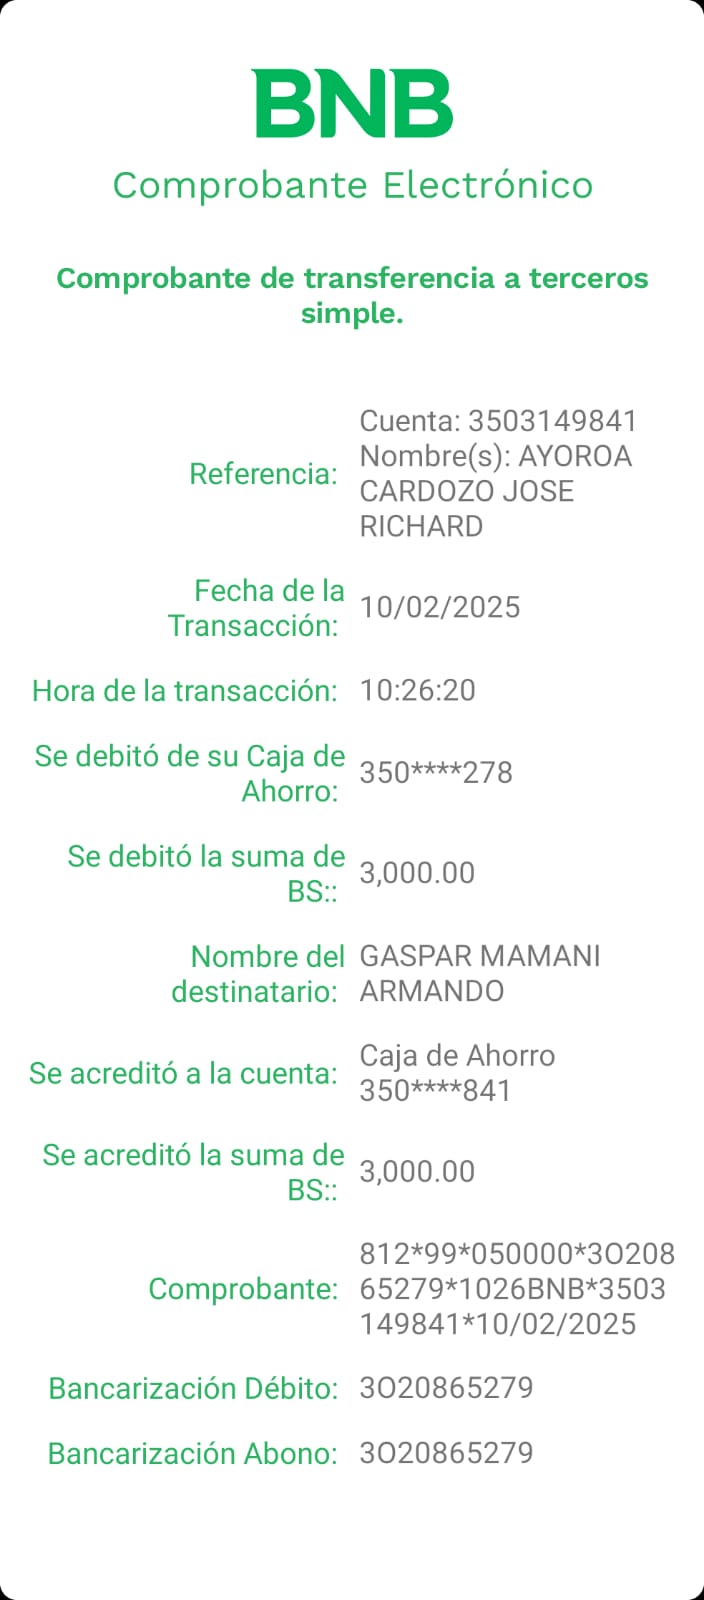 BNB
Comprobante Electrónico
Comprobante de transferencia a terceros
simple.
Referencia:
Cuenta: 3503149841
Nombre(s): AYOROA
CARDOZO JOSE
RICHARD
Fecha de la
Transacción:
10/02/2025
Hora de la transacción:
10:26:20
Se debitó de su Caja de
Ahorro:
350****278
Se debitó la suma de
BS::
3,000.00
Nombre del
destinatario:
GASPAR MAMANI
ARMANDO
Se acreditó a la cuenta:
Caja de Ahorro
350****841
Se acreditó la suma de
BS::
3,000.00
Comprobante:
812*99*050000*3O208
65279*1026BNB*3503
149841*10/02/2025
Bancarización Débito:
3O20865279
Bancarización Abono:
3O20865279